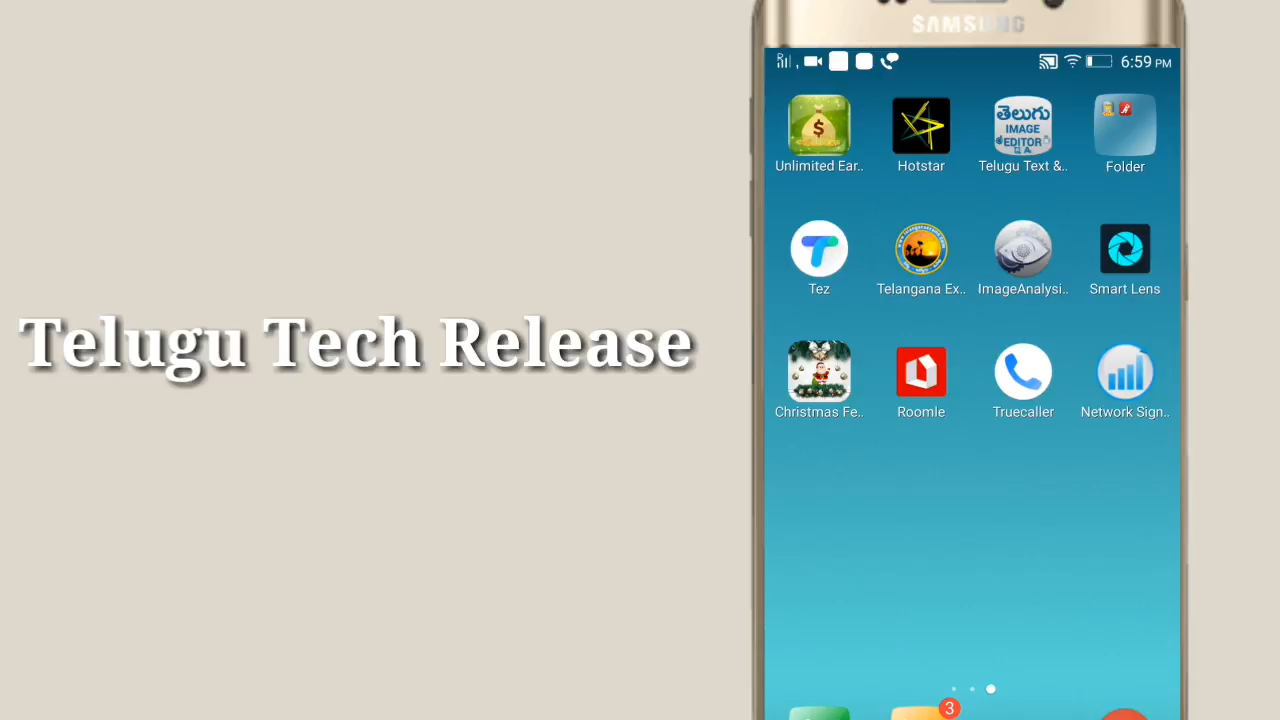 SAMSUNG
6:59 PM
$
తెలుగు
IMAGE
EDITOR
A
Unlimited Ear..
Hotstar
Telugu Text &..
Folder
Tez
Telangana Ex..
ImageAnalysi..
Smart Lens
Christmas Fe..
Roomle
Truecaller
Network Sign..
Telugu Tech Release
3